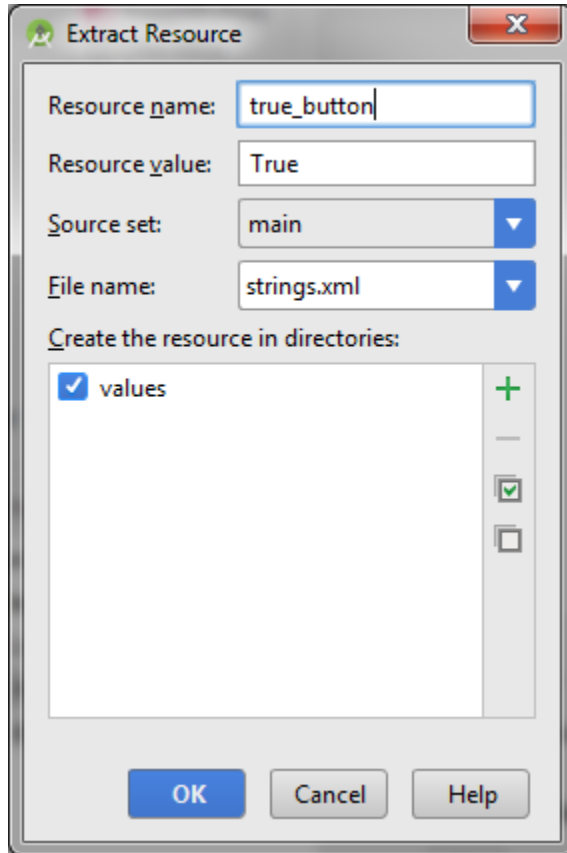 Extract Resource
Resource name: true_button
Resource value: True
Source set: main
File name: strings.xml
Create the resource in directories:
values
OK Cancel Help